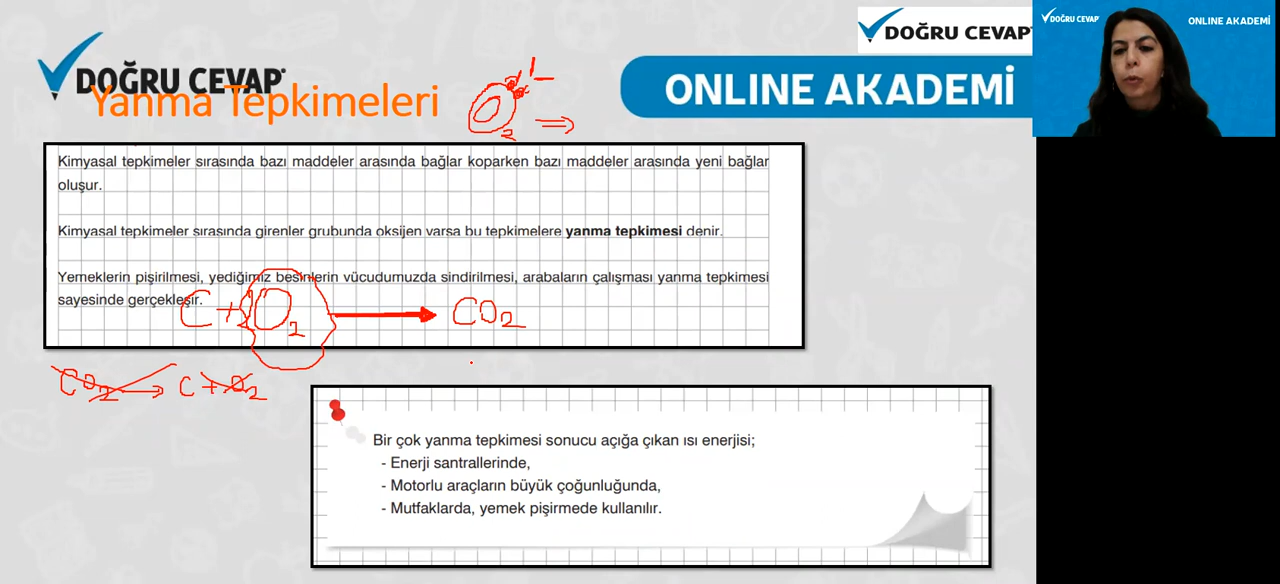 DOĞRU CEVAP
DOĞRU CEVAP
ONLINE AKADEMİ
DOĞRU CEVAP
Yanma Tepkimeleri
O2 ⇒
ONLINE AKADEMİ
Kimyasal tepkimeler sırasında bazı maddeler arasında bağlar koparken bazı maddeler arasında yeni bağlar
oluşur.
Kimyasal tepkimeler sırasında girenler grubunda oksijen varsa bu tepkimelere yanma tepkimesi denir.
Yemeklerin pişirilmesi, yediğimiz besinlerin vücudumuzda sindirilmesi, arabaların çalışması yanma tepkimesi
sayesinde gerçekleşir.
C + O2 → CO2
CO2 → C + O2
Bir çok yanma tepkimesi sonucu açığa çıkan ısı enerjisi;
- Enerji santrallerinde,
- Motorlu araçların büyük çoğunluğunda,
- Mutfaklarda, yemek pişirmede kullanılır.